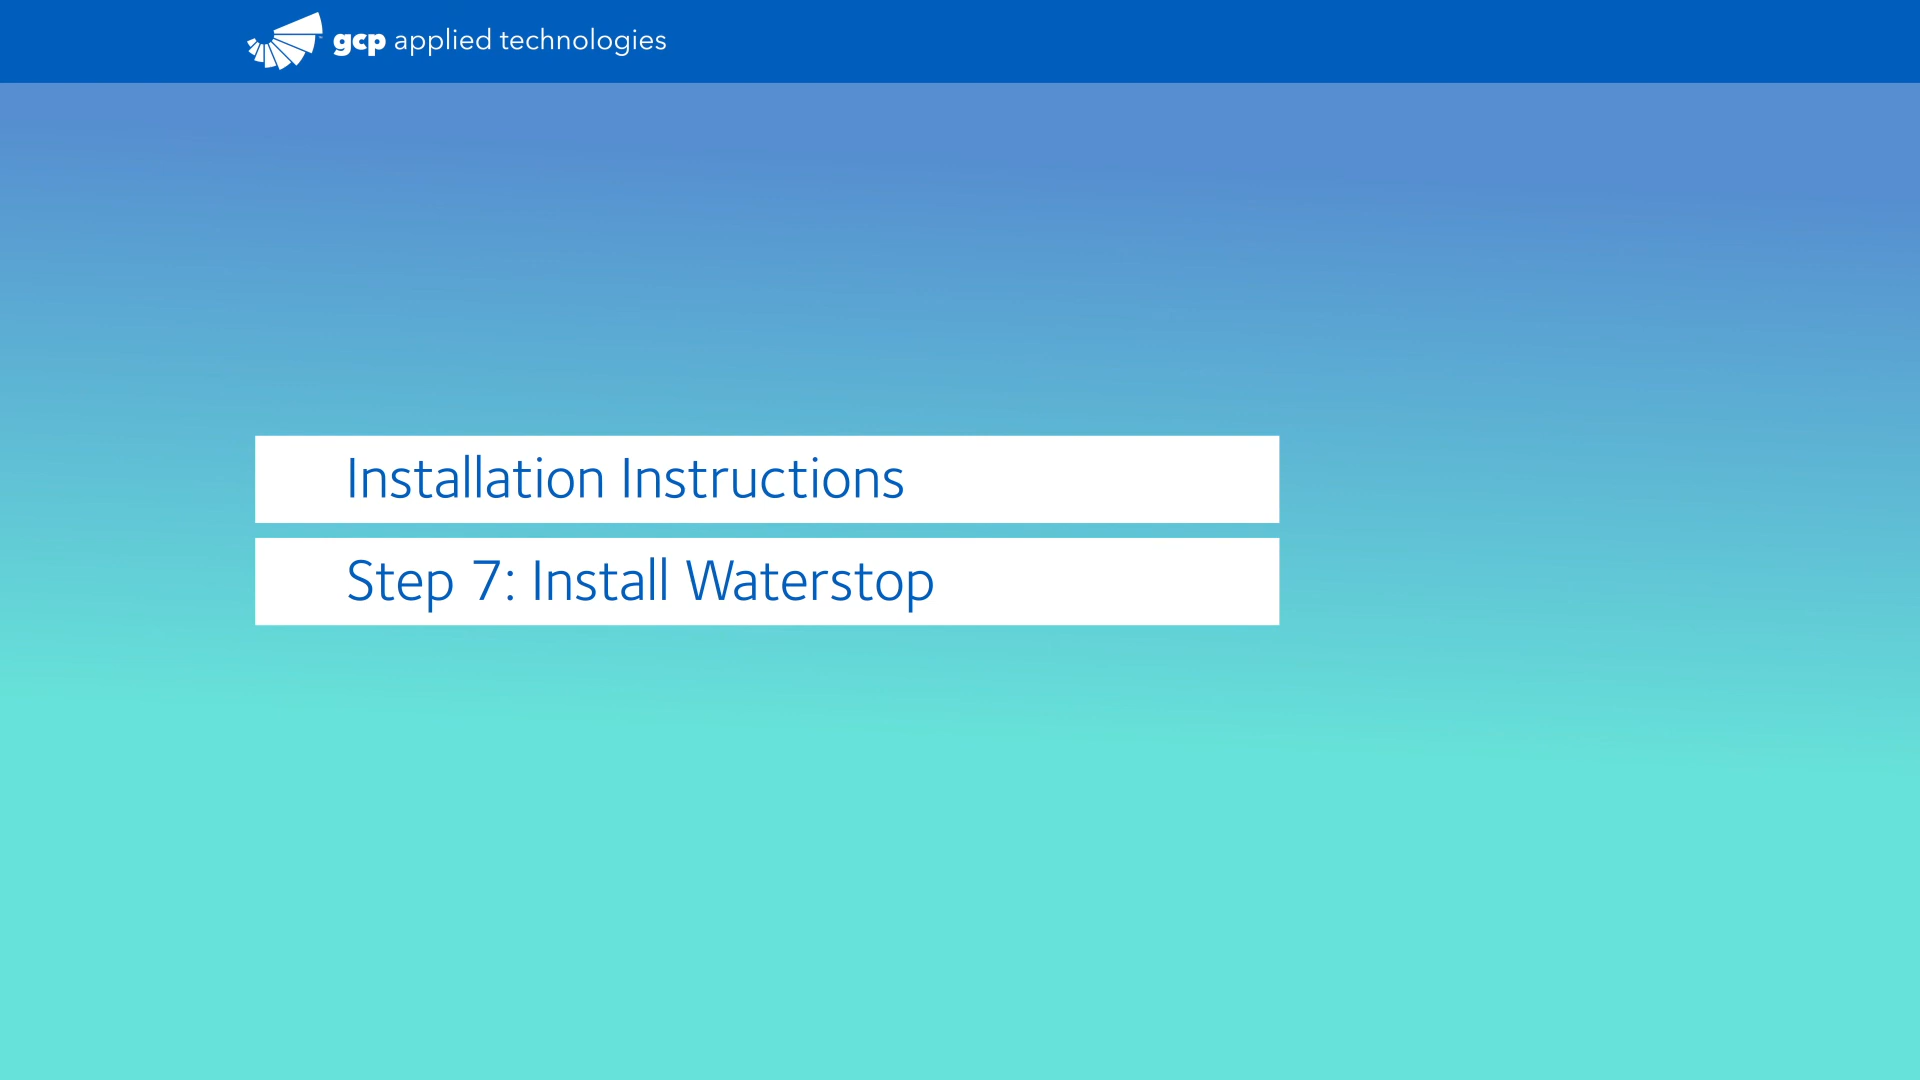 gcp applied technologies
Installation Instructions
Step 7: Install Waterstop